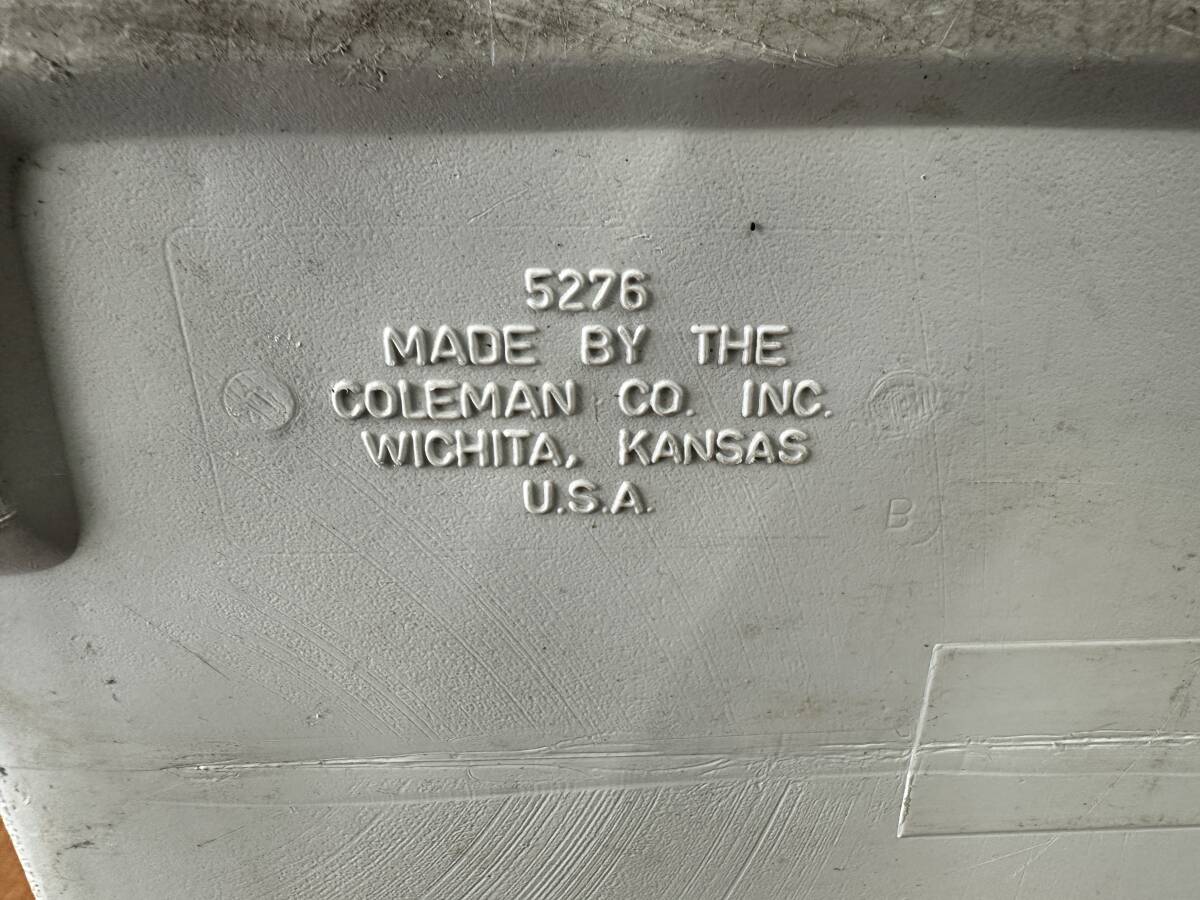 5276
MADE BY THE
COLEMAN CO. INC.
WICHITA, KANSAS
U.S.A.
B